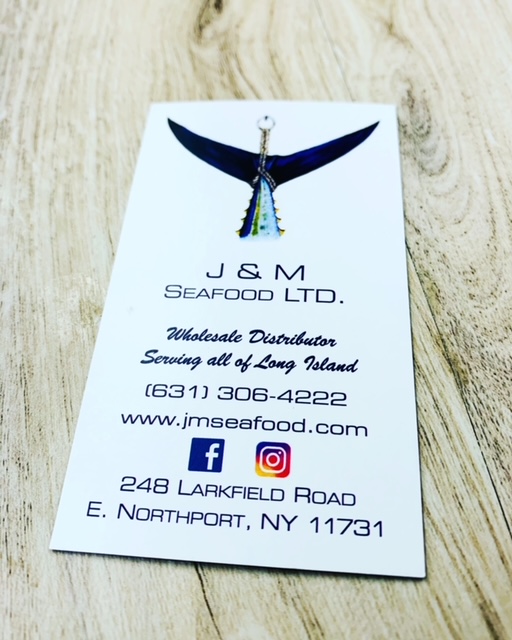 J & M
SEAFOOD LTD.
Wholesale Distributor
Serving all of Long Island
(631) 306-4222
www.jmseafood.com
f
248 LARKFIELD ROAD
E. NORTHPORT, NY 11731